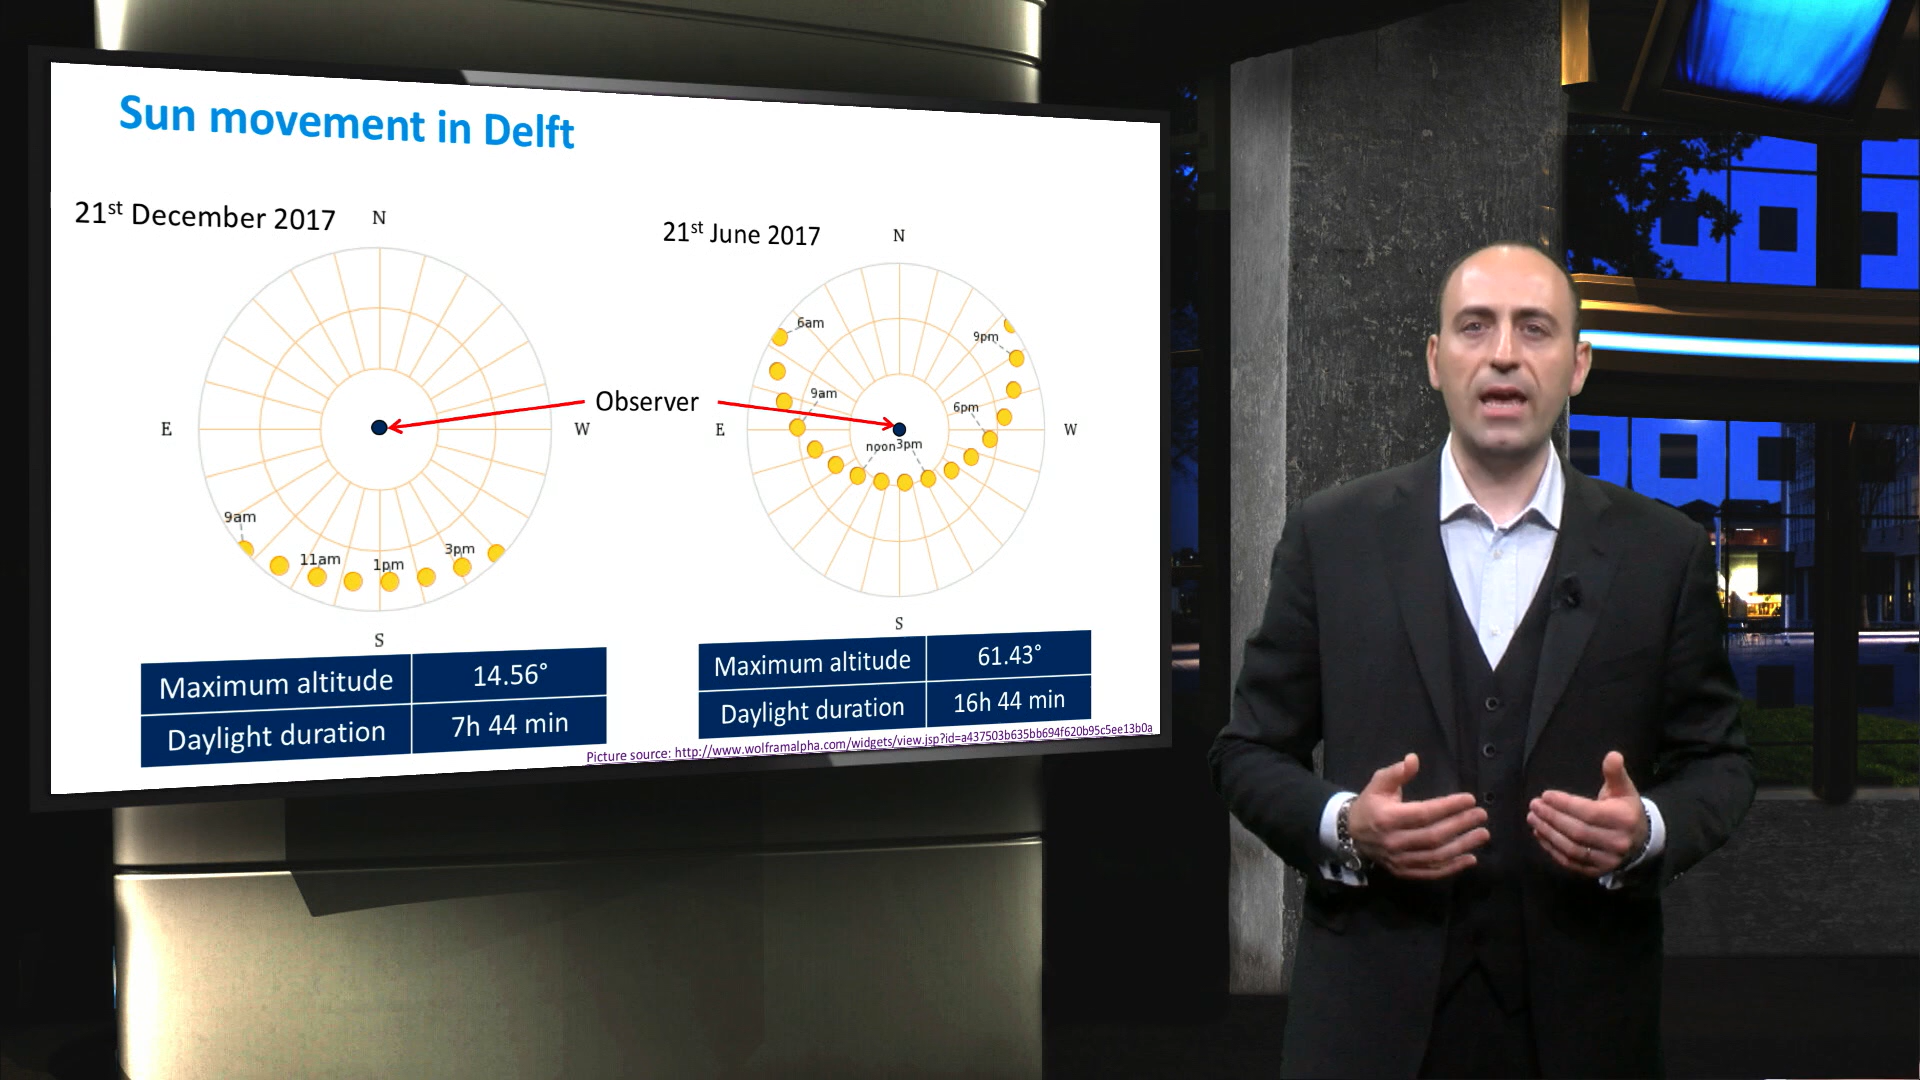 Sun movement in Delft
21st December 2017
N
E
W
S
9am
11am
1pm
3pm
Observer
21st June 2017
N
E
W
S
6am
9am
noon
3pm
6pm
9pm
Maximum altitude 14.56°
Daylight duration 7h 44 min
Maximum altitude 61.43°
Daylight duration 16h 44 min
Picture source: http://www.wolframalpha.com/widgets/view.jsp?id=a437503b635bb694f620b95c5ee13b0a